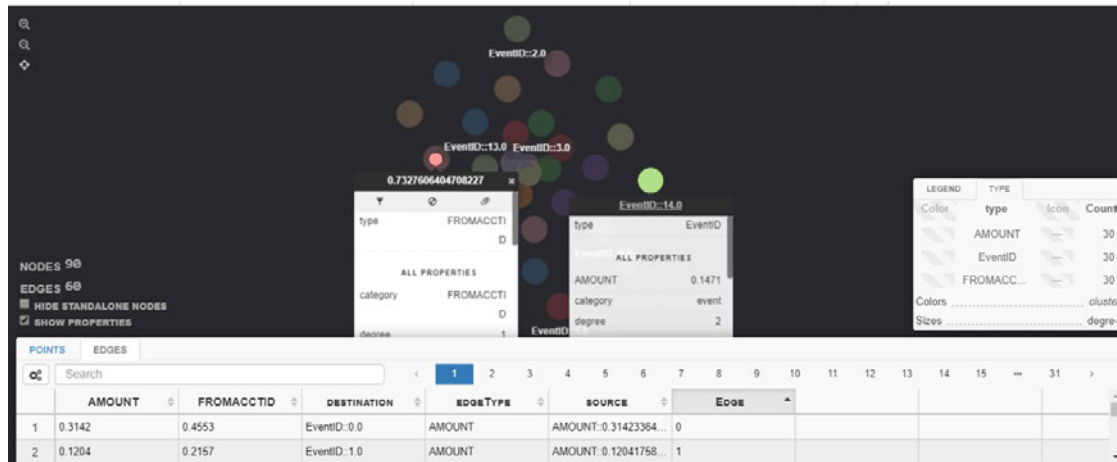 EventID::2.0
EventID::13.0 EventID::3.0
0.7327606404708227 ×
type FROMACCTI
D
ALL PROPERTIES
category FROMACCTI
D
degree 1
EventID::14.0
type EventID
ALL PROPERTIES
AMOUNT 0.1471
category event
degree 2
LEGEND TYPE
Color type Icon Count
AMOUNT — 30
EventID — 30
FROMACC... — 30
Colors cluste
Sizes degre
NODES 90
EDGES 60
HIDE STANDALONE NODES
SHOW PROPERTIES
POINTS EDGES
Search ‹ 1 2 3 4 5 6 7 8 9 10 11 12 13 14 15 ••• 31 ›
AMOUNT FROMACCTID DESTINATION EDGETYPE SOURCE EDGE
1 0.3142 0.4553 EventID::0.0 AMOUNT AMOUNT::0.31423364... 0
2 0.1204 0.2157 EventID::1.0 AMOUNT AMOUNT::0.12041758... 1